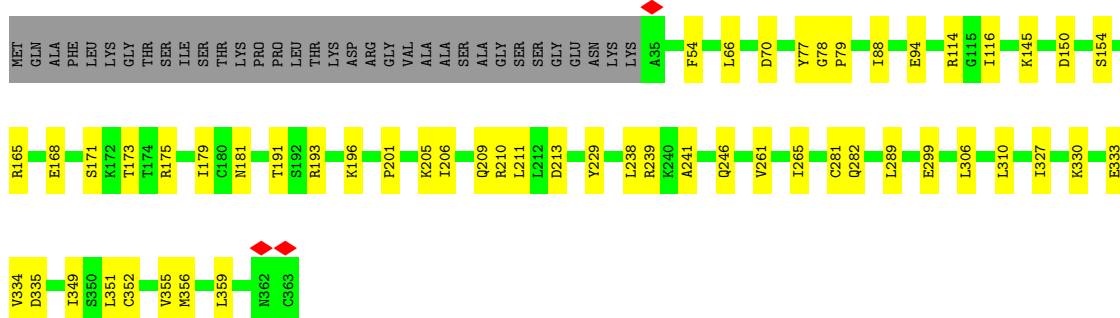 MET GLN ALA PHE LEU LYS GLY THR SER ILE SER THR LYS PRO PRO LEU THR LYS ASP ARG GLY VAL ALA ALA SER ALA GLY SER SER GLY GLU ASN LYS LYS A35 F54 L66 D70 Y77 G78 P79 I88 E94 R114 G115 I116 K145 D150 S154
R165 E168 S171 K172 T173 T174 R175 I179 C180 N181 T191 S192 R193 K196 P201 K205 I206 Q209 R210 L211 L212 D213 Y229 L238 R239 K240 A241 Q246 V261 I265 C281 Q282 L289 E299 L306 L310 I327 K330 E333
V334 D335 I349 S350 L351 C352 V355 M356 L359 N362 C363